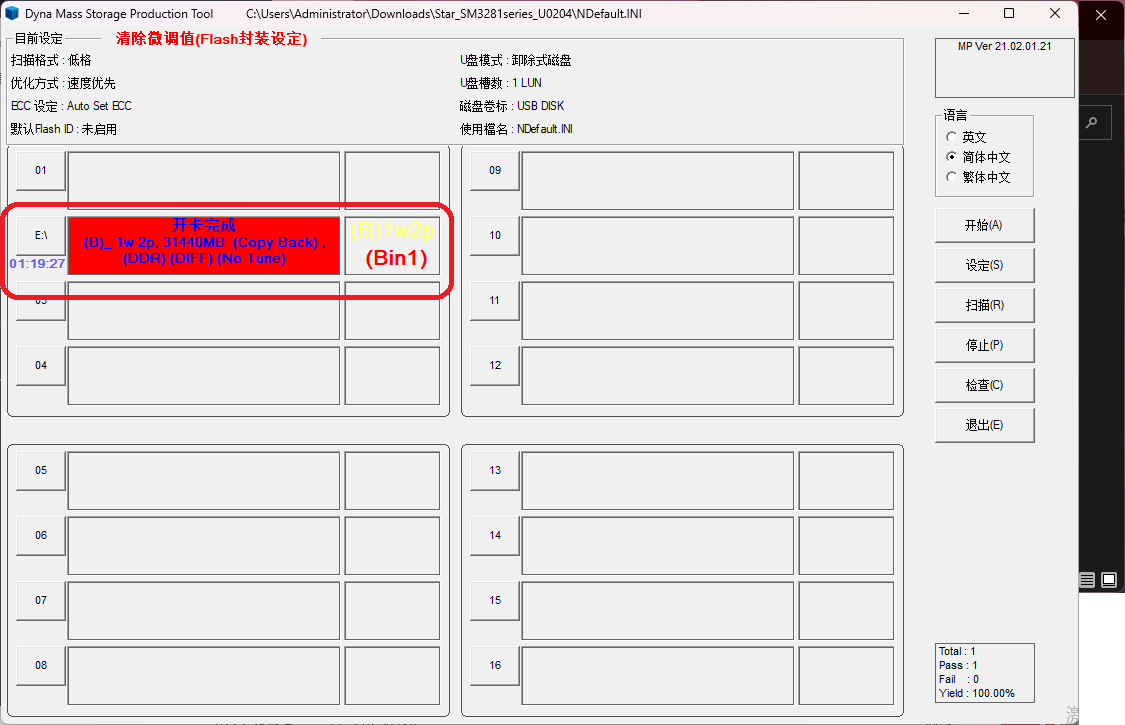 Dyna Mass Storage Production Tool C:\Users\Administrator\Downloads\Star_SM3281series_U0204\NDefault.INI
目前设定 清除微调值(Flash封装设定)
扫描格式 : 低格
优化方式 : 速度优先
ECC 设定 : Auto Set ECC
默认Flash ID : 未启用
U盘模式 : 卸除式磁盘
U盘槽数 : 1 LUN
磁盘卷标 : USB DISK
使用檔名 : NDefault.INI
MP Ver 21.02.01.21
语言
英文
简体中文
繁体中文
01
E:\
01:19:27
开卡完成
(B)_ 1w 2p, 31440MB (Copy Back) ,
(DDR) (DIFF) (No Tune)
(B)1w2p
(Bin1)
03
04
09
10
11
12
05
06
07
08
13
14
15
16
开始(A)
设定(S)
扫描(R)
停止(P)
检查(C)
退出(E)
Total : 1
Pass : 1
Fail : 0
Yield : 100.00%